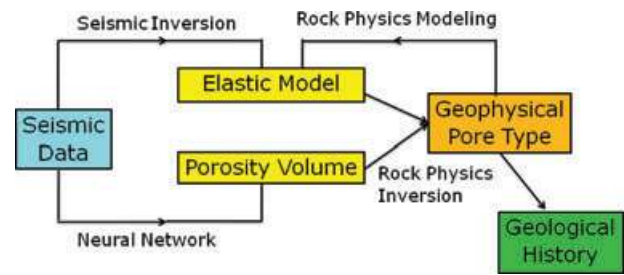 Seismic Inversion
Rock Physics Modeling
Elastic Model
Seismic
Data
Geophysical
Pore Type
Porosity Volume
Rock Physics
Inversion
Neural Network
Geological
History